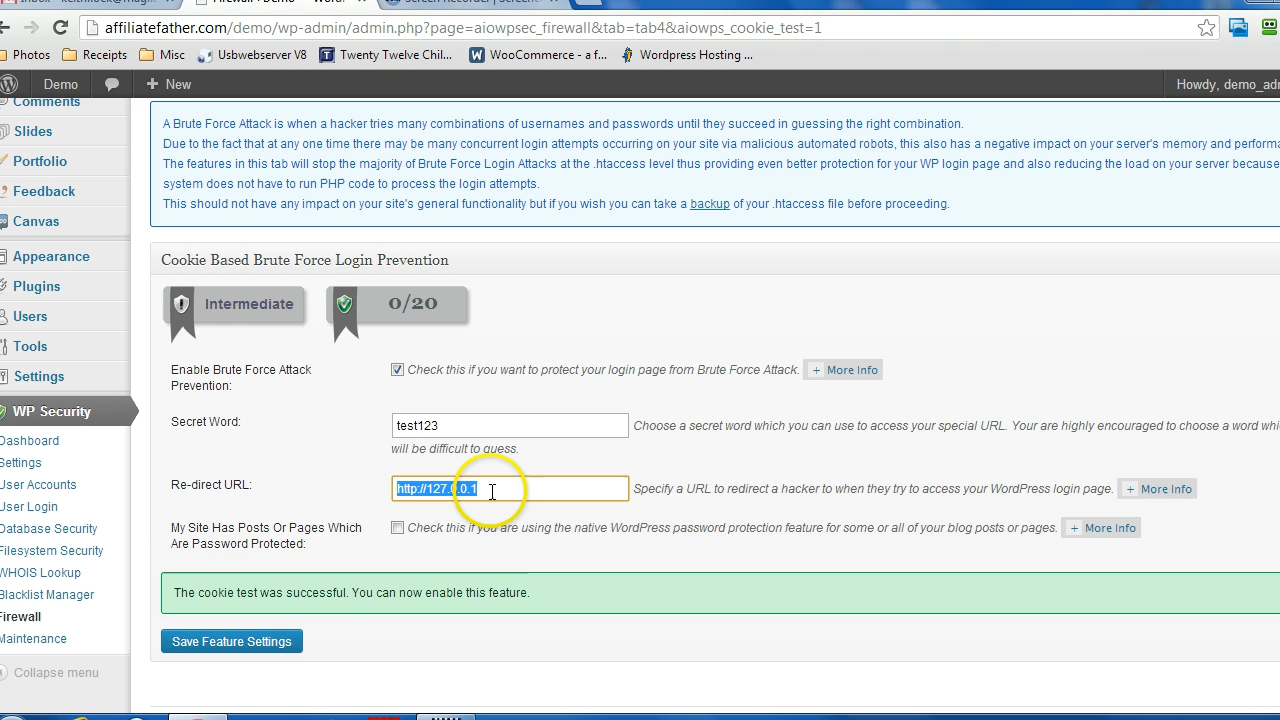 affiliatefather.com/demo/wp-admin/admin.php?page=aiowpsec_firewall&tab=tab4&aiowps_cookie_test=1
Photos Receipts Misc Usbwebserver V8 Twenty Twelve Chil... WooCommerce - a f... Wordpress Hosting ...
Demo New Howdy, demo_adm
Comments
Slides
Portfolio
Feedback
Canvas
Appearance
Plugins
Users
Tools
Settings
WP Security
Dashboard
Settings
User Accounts
User Login
Database Security
Filesystem Security
WHOIS Lookup
Blacklist Manager
Firewall
Maintenance
Collapse menu
A Brute Force Attack is when a hacker tries many combinations of usernames and passwords until they succeed in guessing the right combination.
Due to the fact that at any one time there may be many concurrent login attempts occurring on your site via malicious automated robots, this also has a negative impact on your server's memory and performa
The features in this tab will stop the majority of Brute Force Login Attacks at the .htaccess level thus providing even better protection for your WP login page and also reducing the load on your server because
system does not have to run PHP code to process the login attempts.
This should not have any impact on your site's general functionality but if you wish you can take a backup of your .htaccess file before proceeding.
Cookie Based Brute Force Login Prevention
Intermediate 0/20
Enable Brute Force Attack
Prevention:
Check this if you want to protect your login page from Brute Force Attack. + More Info
Secret Word:
test123
Choose a secret word which you can use to access your special URL. Your are highly encouraged to choose a word whi
will be difficult to guess.
Re-direct URL:
http://127.0.0.1
Specify a URL to redirect a hacker to when they try to access your WordPress login page. + More Info
My Site Has Posts Or Pages Which
Are Password Protected:
Check this if you are using the native WordPress password protection feature for some or all of your blog posts or pages. + More Info
The cookie test was successful. You can now enable this feature.
Save Feature Settings